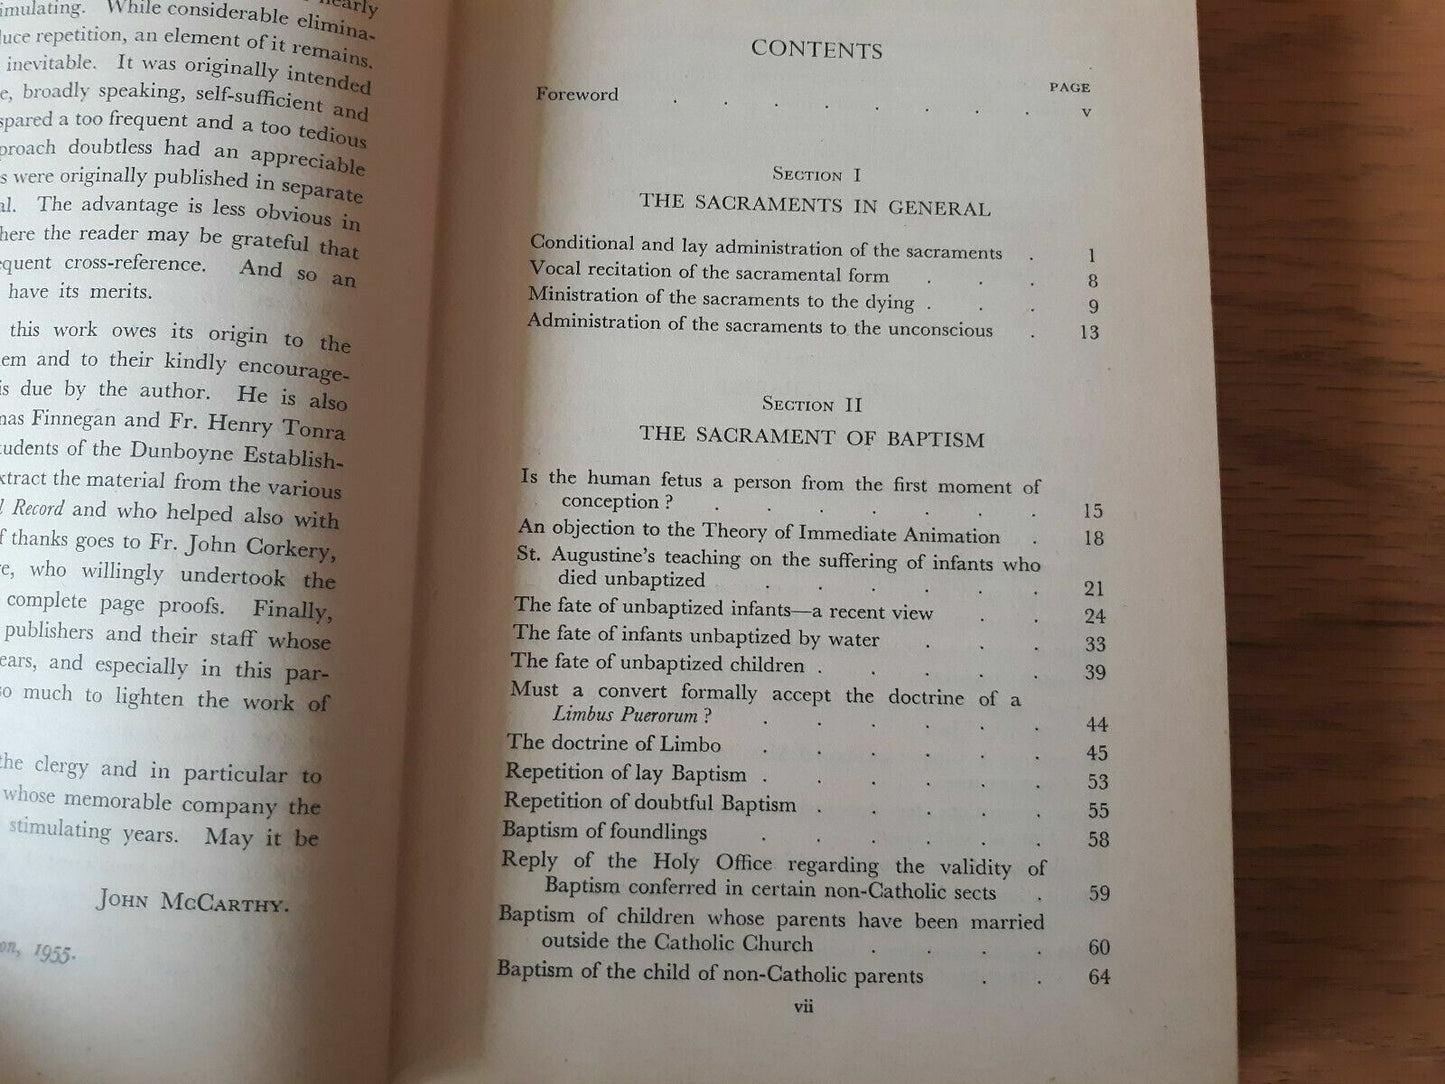 nearly
stimulating. While considerable elimina-
repetition, an element of it remains.
inevitable. It was originally intended
broadly speaking, self-sufficient and
spared a too frequent and a too tedious
doubtless had an appreciable
were originally published in separate
The advantage is less obvious in
here the reader may be grateful that
cross-reference. And so an
have its merits.
this work owes its origin to the
and to their kindly encourage-
is due by the author. He is also
Finnegan and Fr. Henry Tonra
students of the Dunboyne Establish-
extract the material from the various
Record and who helped also with
thanks goes to Fr. John Corkery,
who willingly undertook the
complete page proofs. Finally,
publishers and their staff whose
and especially in this par-
so much to lighten the work of
the clergy and in particular to
whose memorable company the
stimulating years. May it be
John McCarthy.
1955.
CONTENTS
PAGE
Foreword . . . . . . . . v
Section I
THE SACRAMENTS IN GENERAL
Conditional and lay administration of the sacraments . 1
Vocal recitation of the sacramental form . . . 8
Ministration of the sacraments to the dying . . . 9
Administration of the sacraments to the unconscious . 13
Section II
THE SACRAMENT OF BAPTISM
Is the human fetus a person from the first moment of
conception ? . . . . . . . 15
An objection to the Theory of Immediate Animation . 18
St. Augustine's teaching on the suffering of infants who
died unbaptized . . . . . . 21
The fate of unbaptized infants—a recent view . . 24
The fate of infants unbaptized by water . . . 33
The fate of unbaptized children . . . . . 39
Must a convert formally accept the doctrine of a
Limbus Puerorum ? . . . . . . 44
The doctrine of Limbo . . . . . . 45
Repetition of lay Baptism . . . . . . 53
Repetition of doubtful Baptism . . . . . 55
Baptism of foundlings . . . . . . 58
Reply of the Holy Office regarding the validity of
Baptism conferred in certain non-Catholic sects . 59
Baptism of children whose parents have been married
outside the Catholic Church . . . . 60
Baptism of the child of non-Catholic parents . . 64
vii